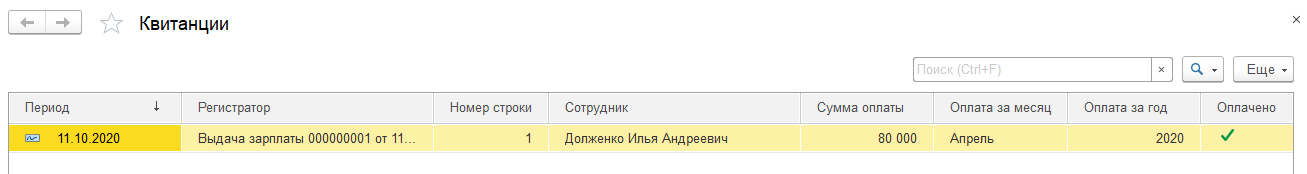 Квитанции
Поиск (Ctrl+F)
Еще
Период Регистратор Номер строки Сотрудник Сумма оплаты Оплата за месяц Оплата за год Оплачено
11.10.2020 Выдача зарплаты 000000001 от 11... 1 Долженко Илья Андреевич 80 000 Апрель 2020